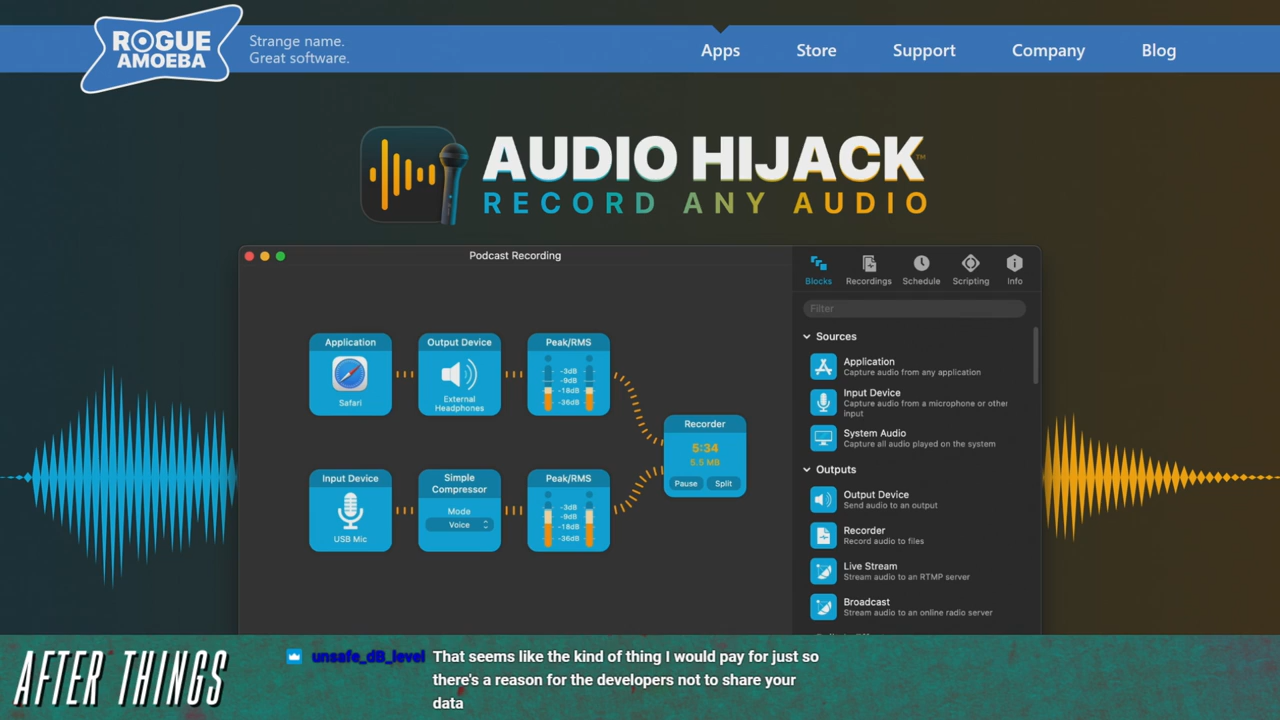 ROGUE
AMOEBA
Strange name.
Great software.
Apps
Store
Support
Company
Blog
AUDIO HIJACK™
RECORD ANY AUDIO
Podcast Recording
Blocks
Recordings
Schedule
Scripting
Info
Filter
Application
Safari
Output Device
External
Headphones
Peak/RMS
-3dB
-9dB
-18dB
-36dB
Recorder
5:34
5.5 MB
Pause
Split
Input Device
USB Mic
Simple
Compressor
Mode
Voice
Peak/RMS
-3dB
-9dB
-18dB
-36dB
Sources
Application
Capture audio from any application
Input Device
Capture audio from a microphone or other
input
System Audio
Capture all audio played on the system
Outputs
Output Device
Send audio to an output
Recorder
Record audio to files
Live Stream
Stream audio to an RTMP server
Broadcast
Stream audio to an online radio server
AFTER THINGS
unsafe_dB_level That seems like the kind of thing I would pay for just so
there's a reason for the developers not to share your
data